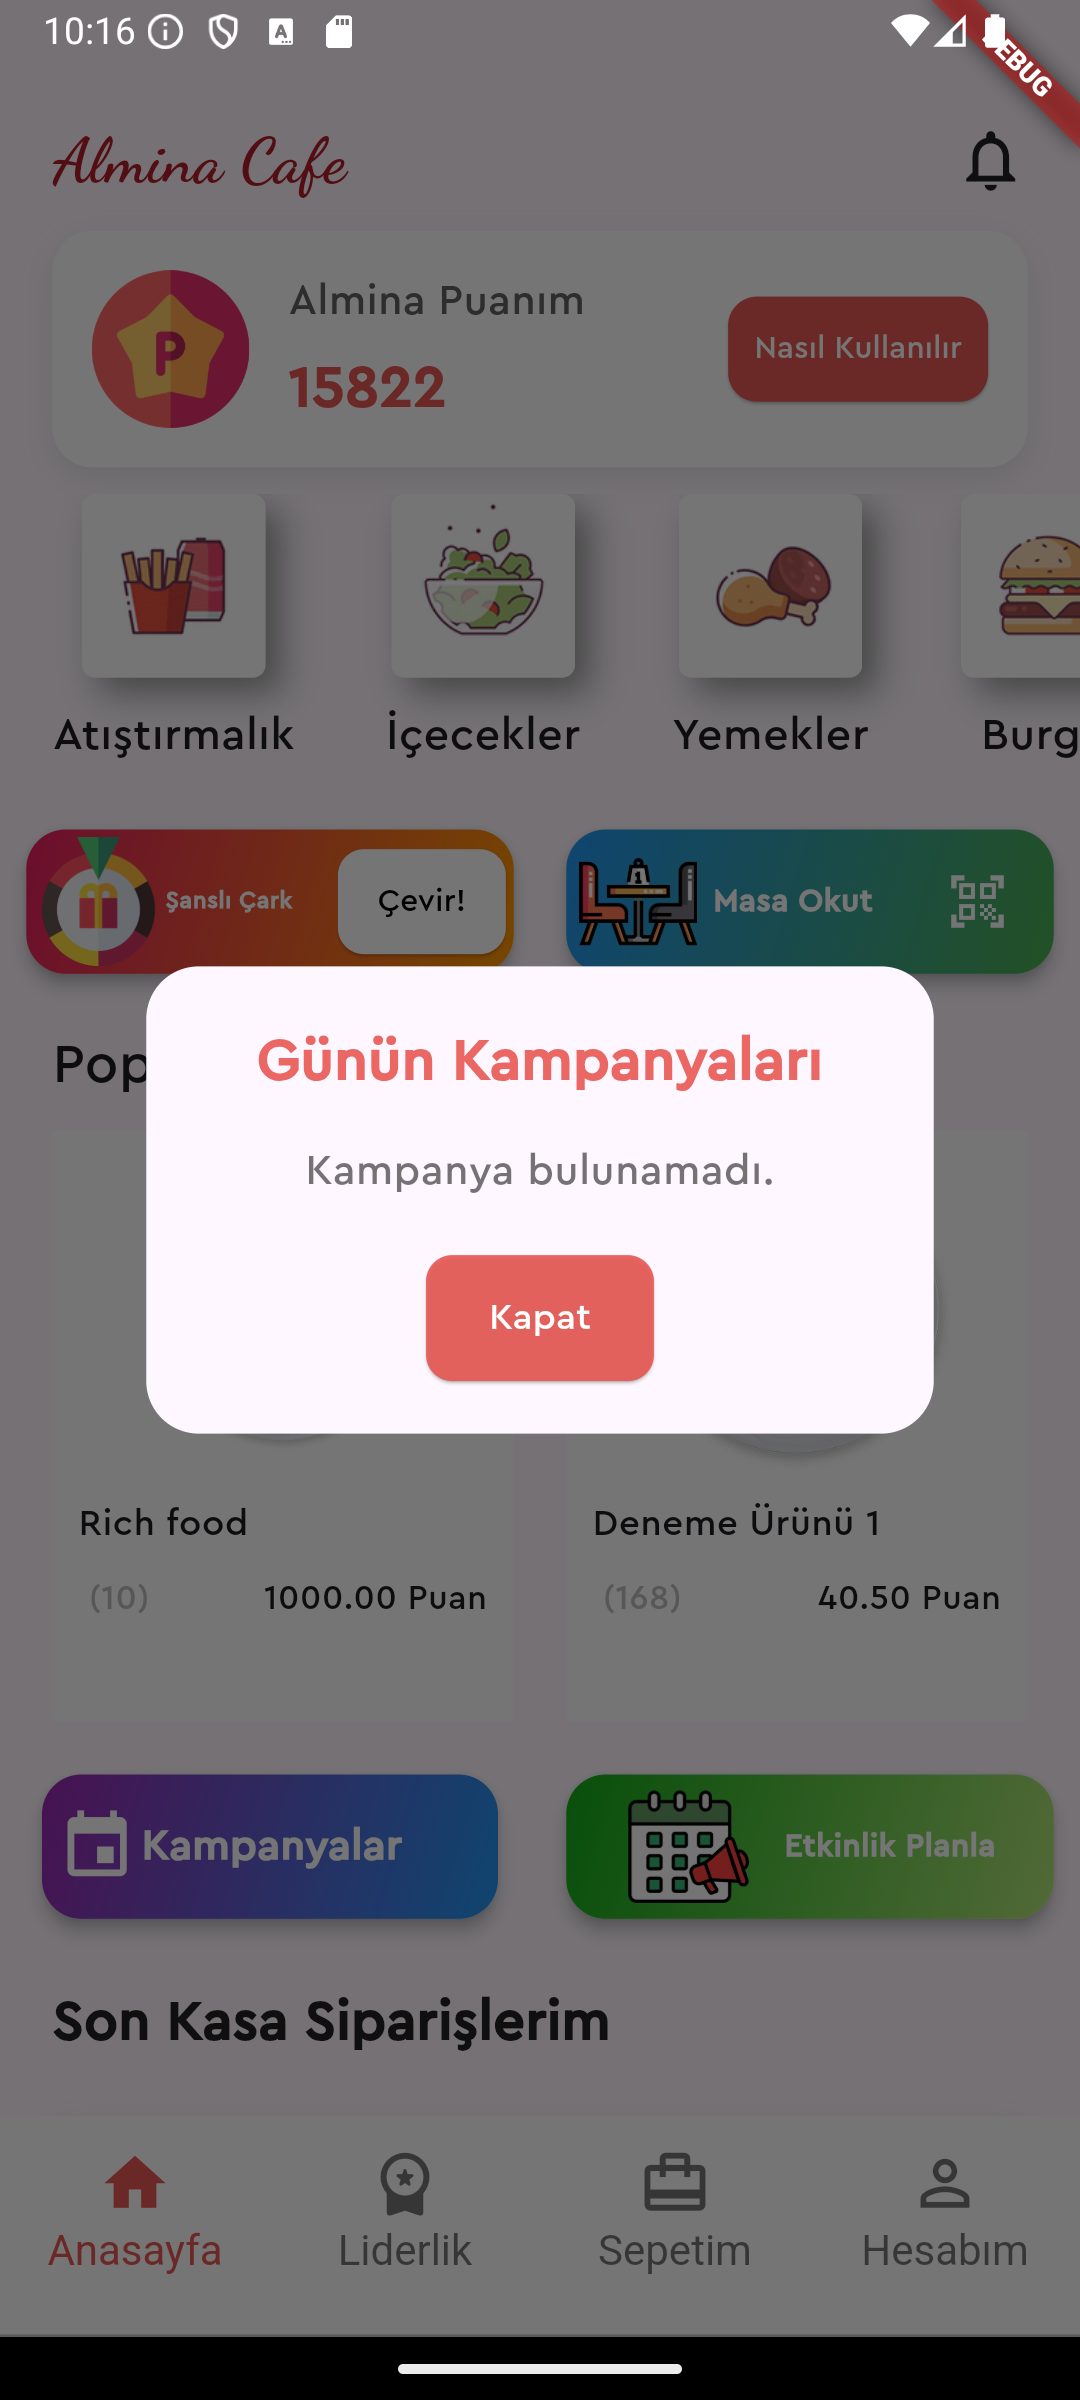 10:16
DEBUG
Almina Cafe
Almina Puanım
15822
Nasıl Kullanılır
Atıştırmalık
İçecekler
Yemekler
Burg
Şanslı Çark
Çevir!
Masa Okut
Pop
Günün Kampanyaları
Kampanya bulunamadı.
Kapat
Rich food
(10)
1000.00 Puan
Deneme Ürünü 1
(168)
40.50 Puan
Kampanyalar
Etkinlik Planla
Son Kasa Siparişlerim
Anasayfa
Liderlik
Sepetim
Hesabım